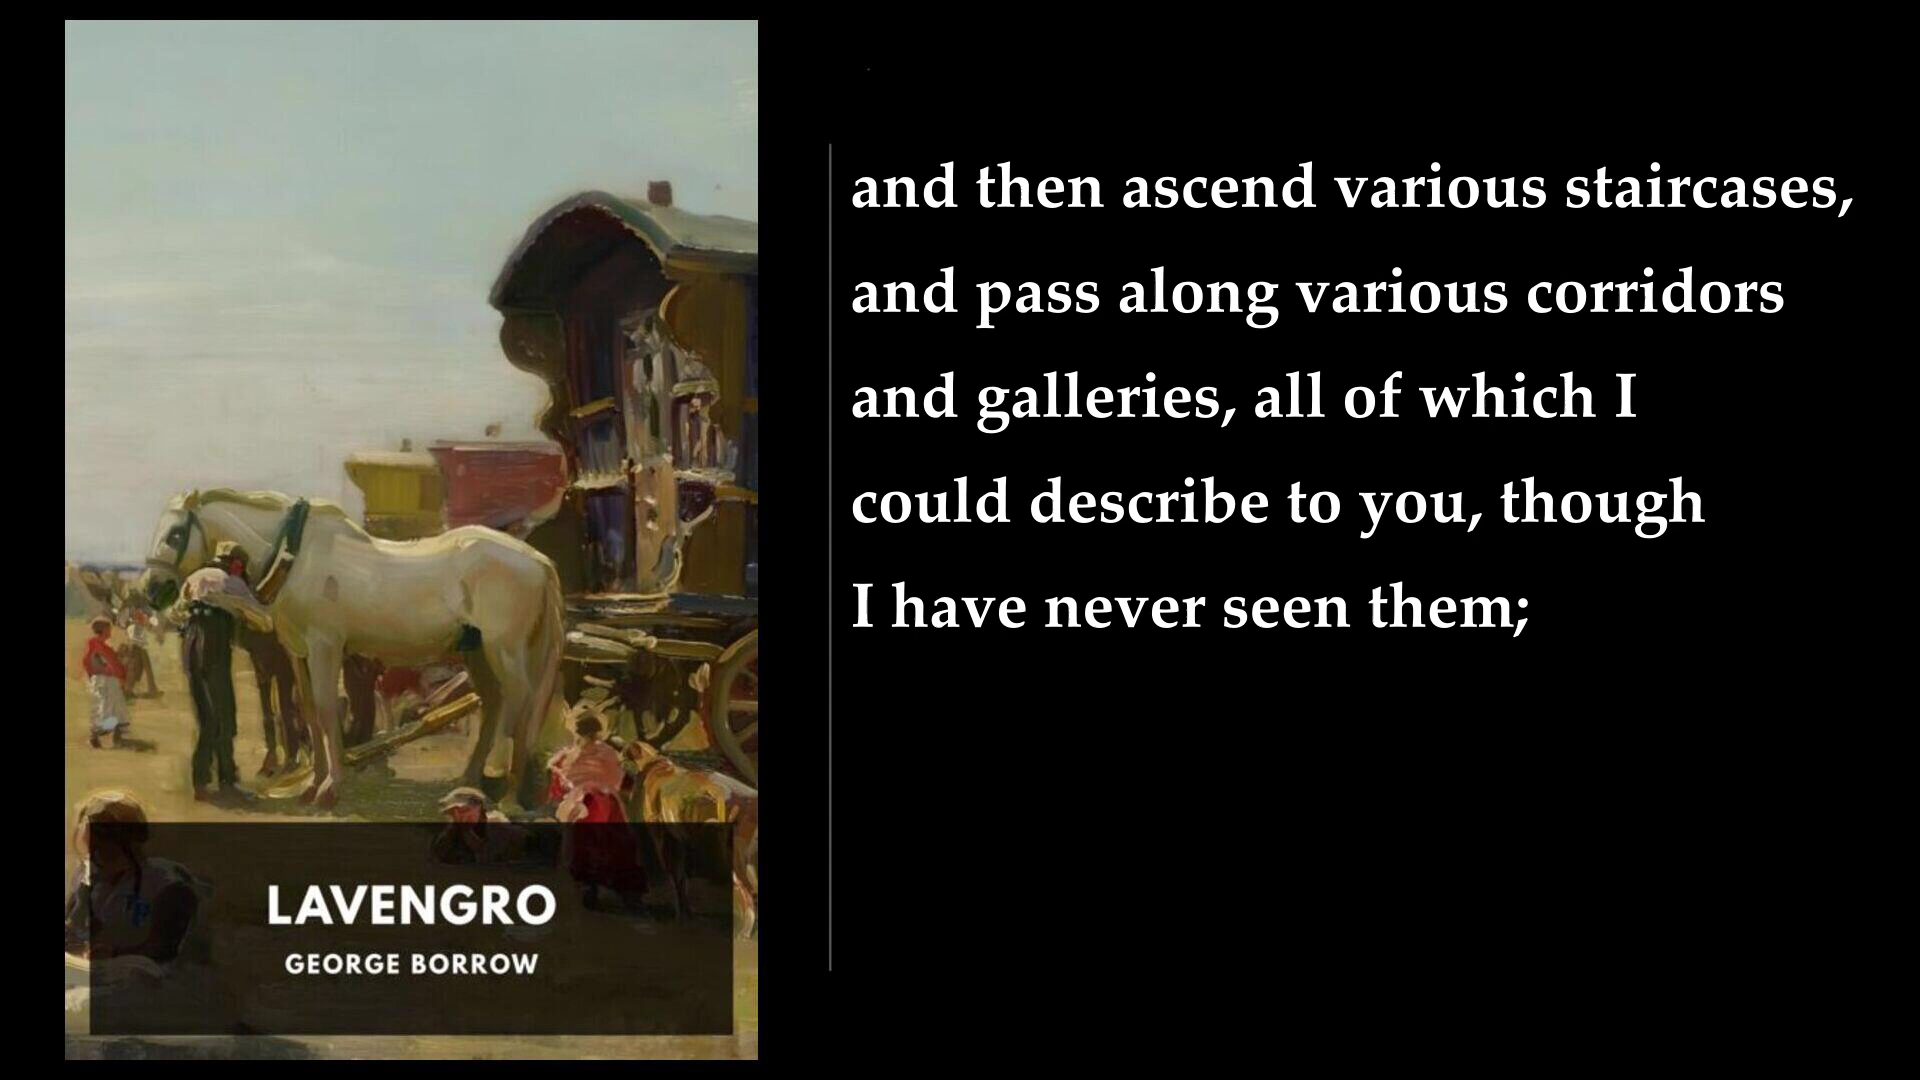 and then ascend various staircases,
and pass along various corridors
and galleries, all of which I
could describe to you, though
I have never seen them;
LAVENGRO
GEORGE BORROW